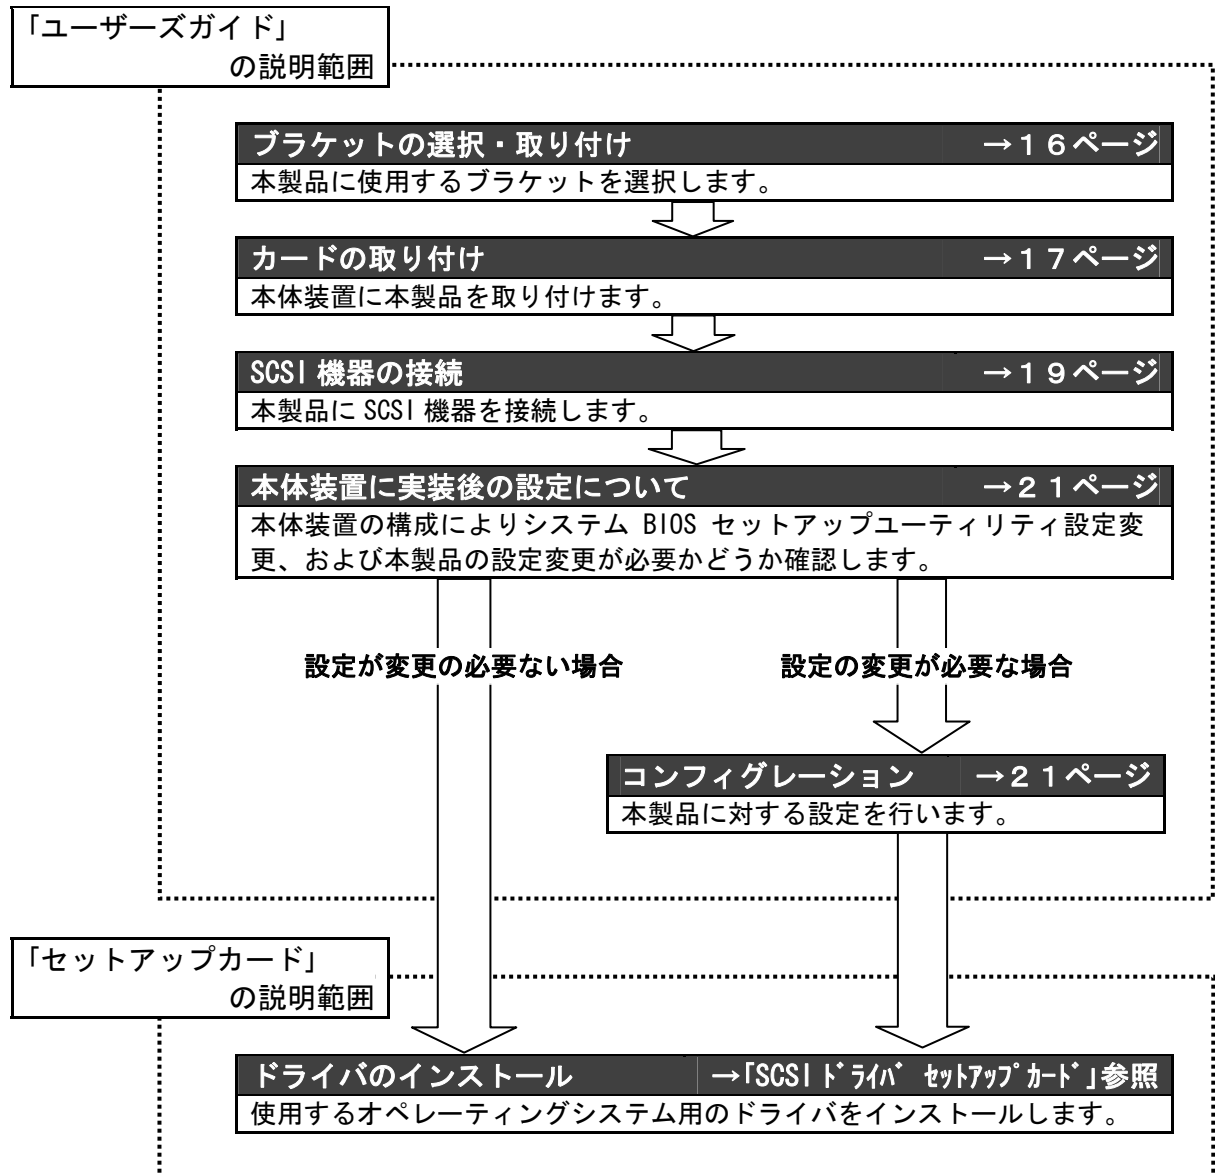 「ユーザーズガイド」
の説明範囲
ブラケットの選択・取り付け →16ページ
本製品に使用するブラケットを選択します。
カードの取り付け →17ページ
本体装置に本製品を取り付けます。
SCSI 機器の接続 →19ページ
本製品に SCSI 機器を接続します。
本体装置に実装後の設定について →21ページ
本体装置の構成によりシステム BIOS セットアップユーティリティ設定変
更、および本製品の設定変更が必要かどうか確認します。
設定が変更の必要ない場合 設定の変更が必要な場合
コンフィグレーション →21ページ
本製品に対する設定を行います。
「セットアップカード」
の説明範囲
ドライバのインストール →「SCSI ドライバ セットアップカード」参照
使用するオペレーティングシステム用のドライバをインストールします。